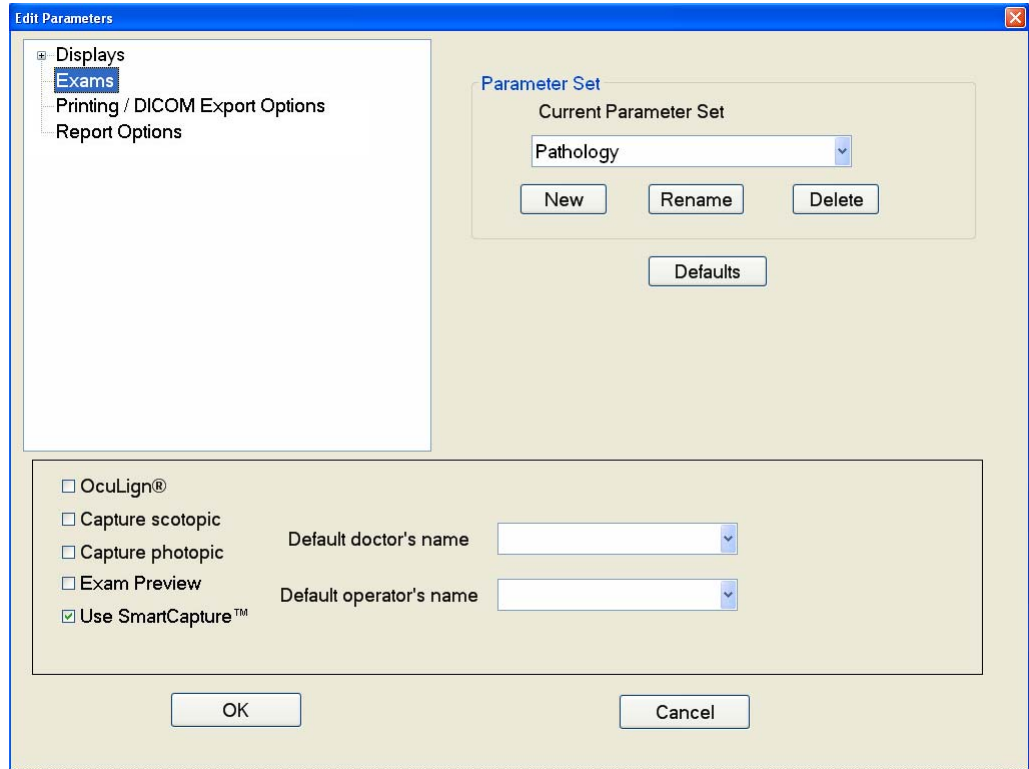 Edit Parameters
Displays
Exams
Printing / DICOM Export Options
Report Options
Parameter Set
Current Parameter Set
Pathology
New Rename Delete
Defaults
OcuLign®
Capture scotopic
Capture photopic
Exam Preview
Use SmartCapture™
Default doctor's name
Default operator's name
OK Cancel